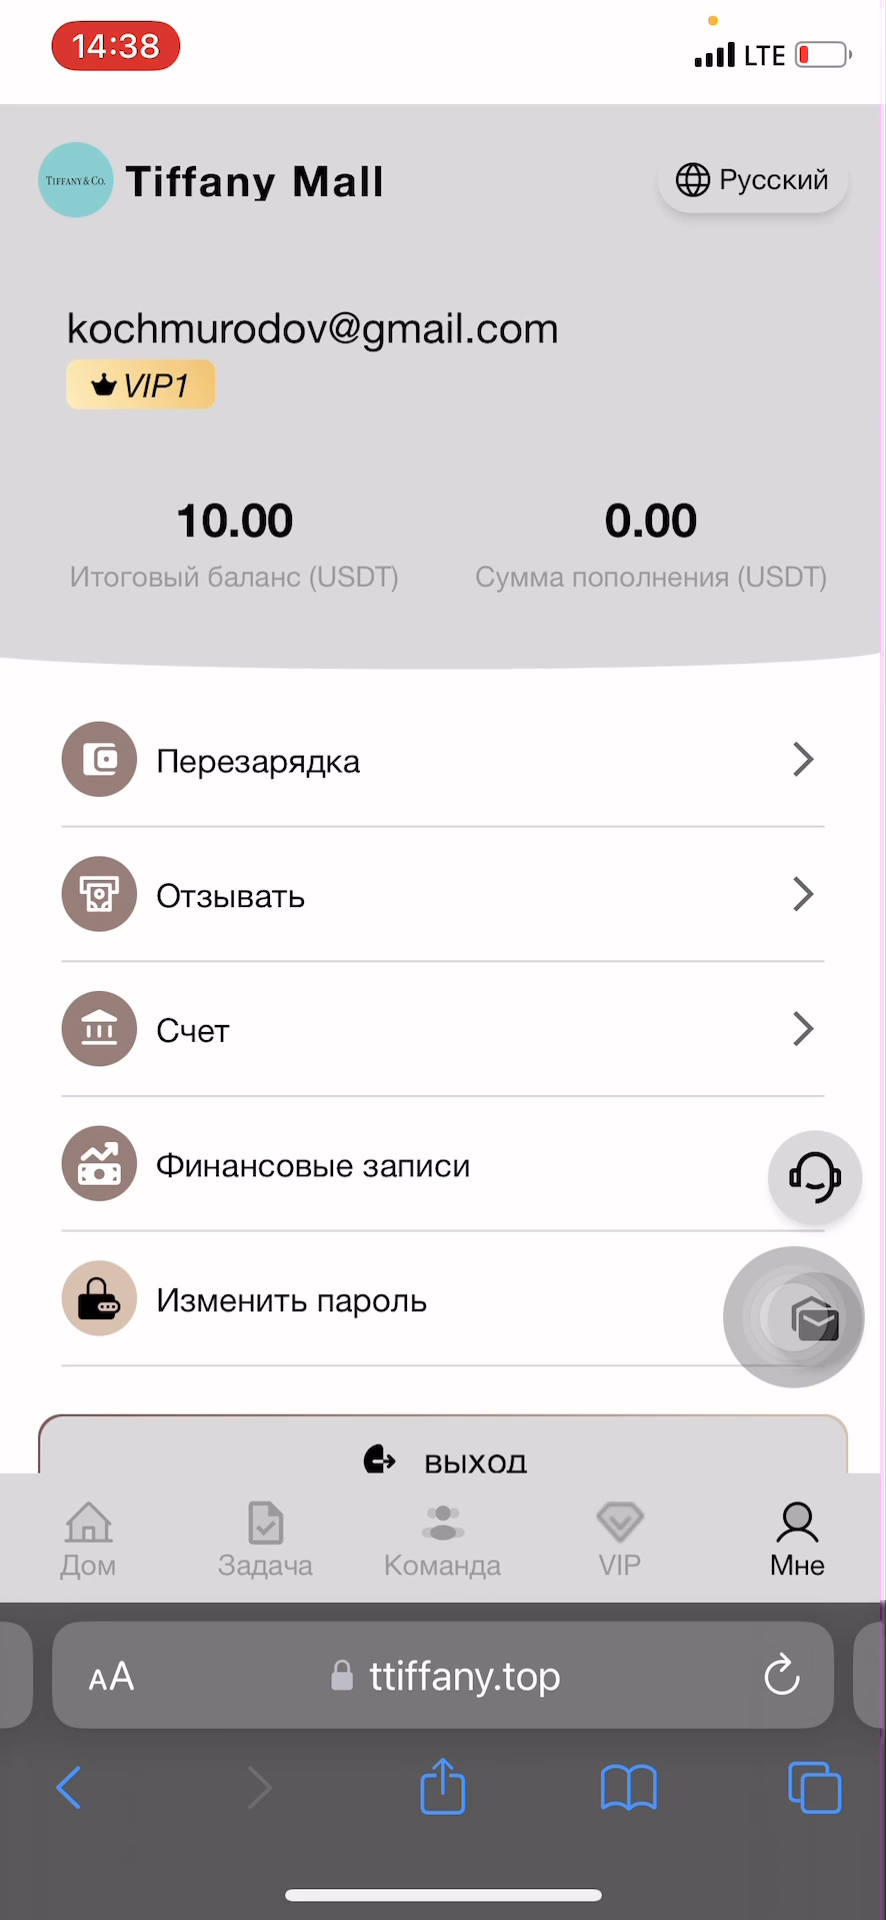 14:38
LTE
TIFFANY & CO.
Tiffany Mall
Русский
kochmurodov@gmail.com
VIP1
10.00
0.00
Итоговый баланс (USDT)
Сумма пополнения (USDT)
Перезарядка
Отзывать
Счет
Финансовые записи
Изменить пароль
выход
Дом
Задача
Команда
VIP
Мне
AA
ttiffany.top